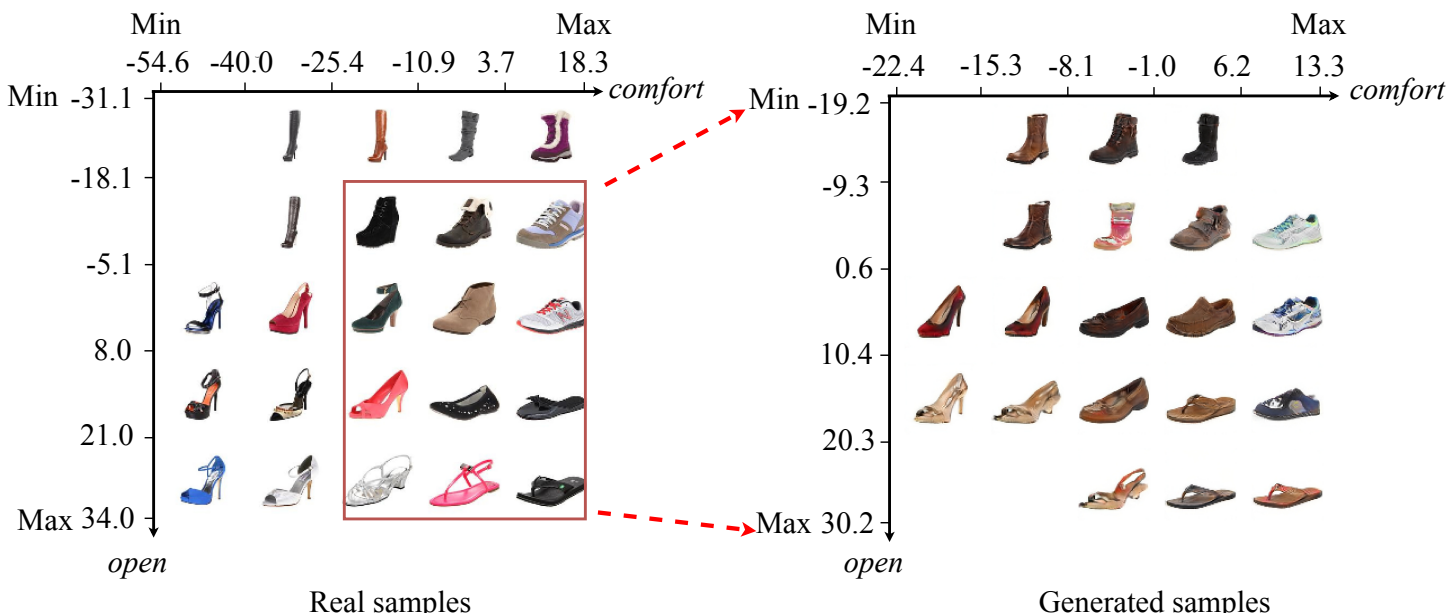 Min Max
-54.6 -40.0 -25.4 -10.9 3.7 18.3
comfort
Min -31.1
-18.1
-5.1
8.0
21.0
Max 34.0
open
Real samples
Min Max
-22.4 -15.3 -8.1 -1.0 6.2 13.3
comfort
Min -19.2
-9.3
0.6
10.4
20.3
Max 30.2
open
Generated samples